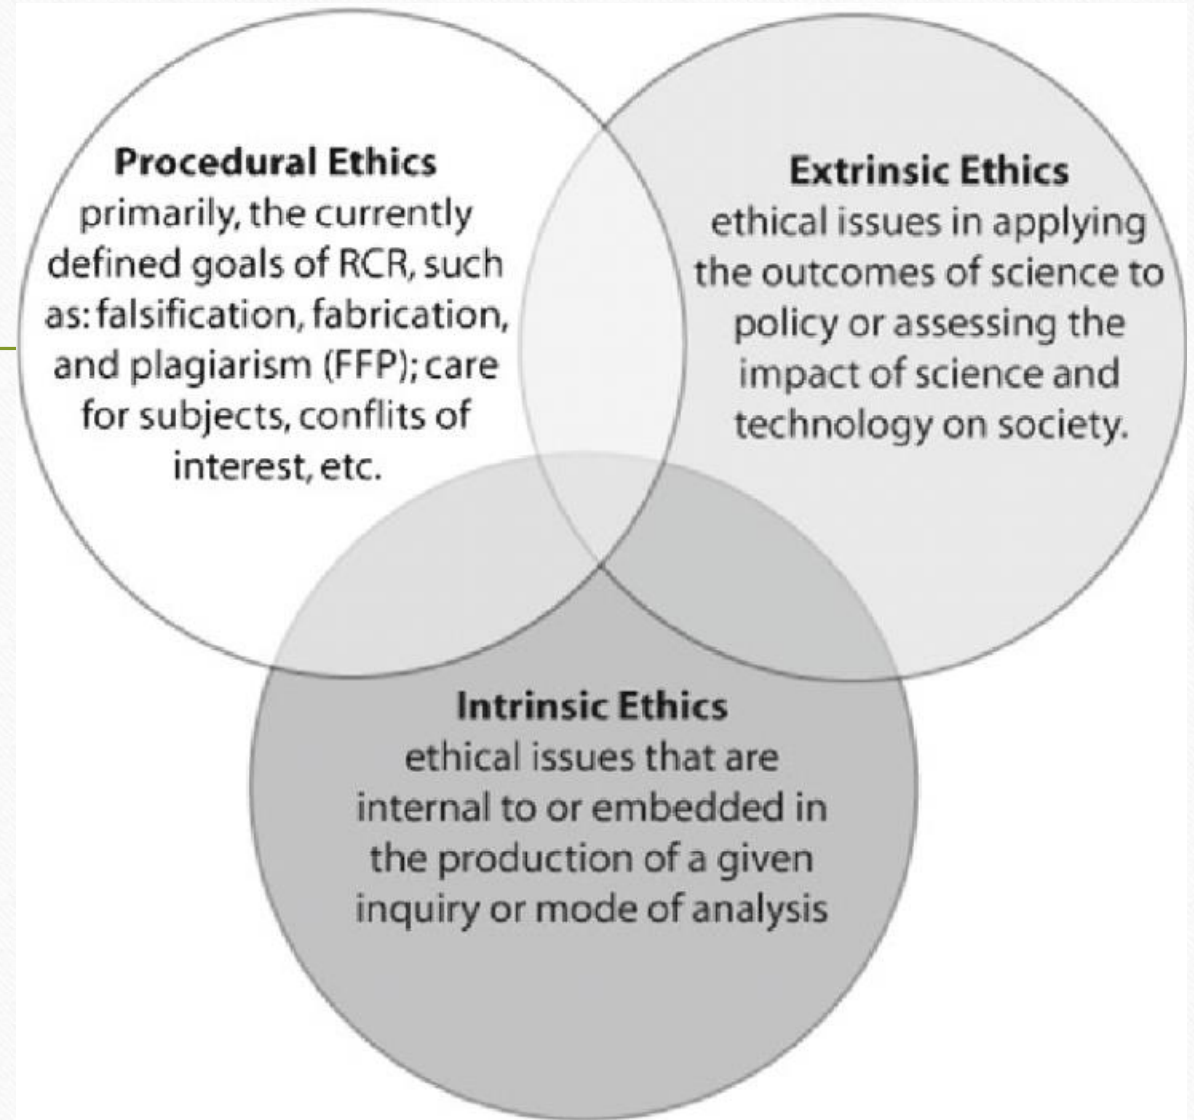 Procedural Ethics
primarily, the currently
defined goals of RCR, such
as: falsification, fabrication,
and plagiarism (FFP); care
for subjects, conflits of
interest, etc.
Extrinsic Ethics
ethical issues in applying
the outcomes of science to
policy or assessing the
impact of science and
technology on society.
Intrinsic Ethics
ethical issues that are
internal to or embedded in
the production of a given
inquiry or mode of analysis